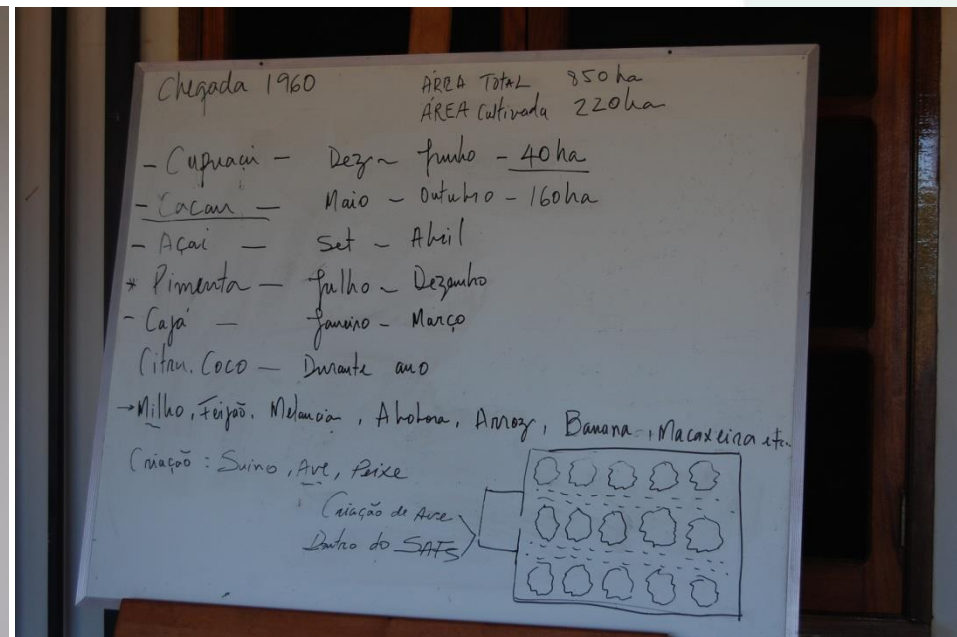 Chegada 1960
ÁREA TOTAL 850 ha
ÁREA Cultivada 220 ha
- Cupuaçu - Dez ~ Junho - 40 ha
- Cacau - Maio ~ Outubro - 160 ha
- Açai - Set ~ Abril
* Pimenta - Julho ~ Dezembro
- Cajá - Janeiro - Março
Citru. Coco - Durante ano
→ Milho, Feijão, Melancia, Abobora, Arroz, Banana, Macaxeira etc.
Criação: Suino, Ave, Peixe
Criação de Ave
Dentro do SAFs